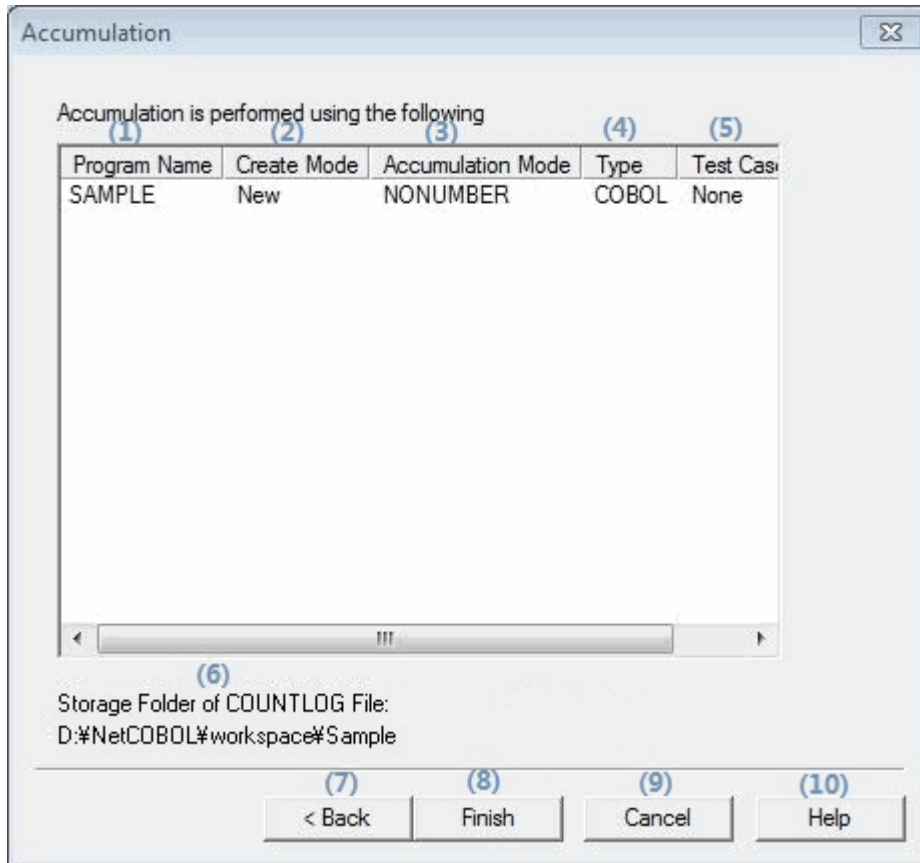 Accumulation
Accumulation is performed using the following
(1) (2) (3) (4) (5)
Program Name Create Mode Accumulation Mode Type Test Cas
SAMPLE New NONUMBER COBOL None
(6)
Storage Folder of COUNTLOG File:
D:¥NetCOBOL¥workspace¥Sample
(7) (8) (9) (10)
< Back Finish Cancel Help